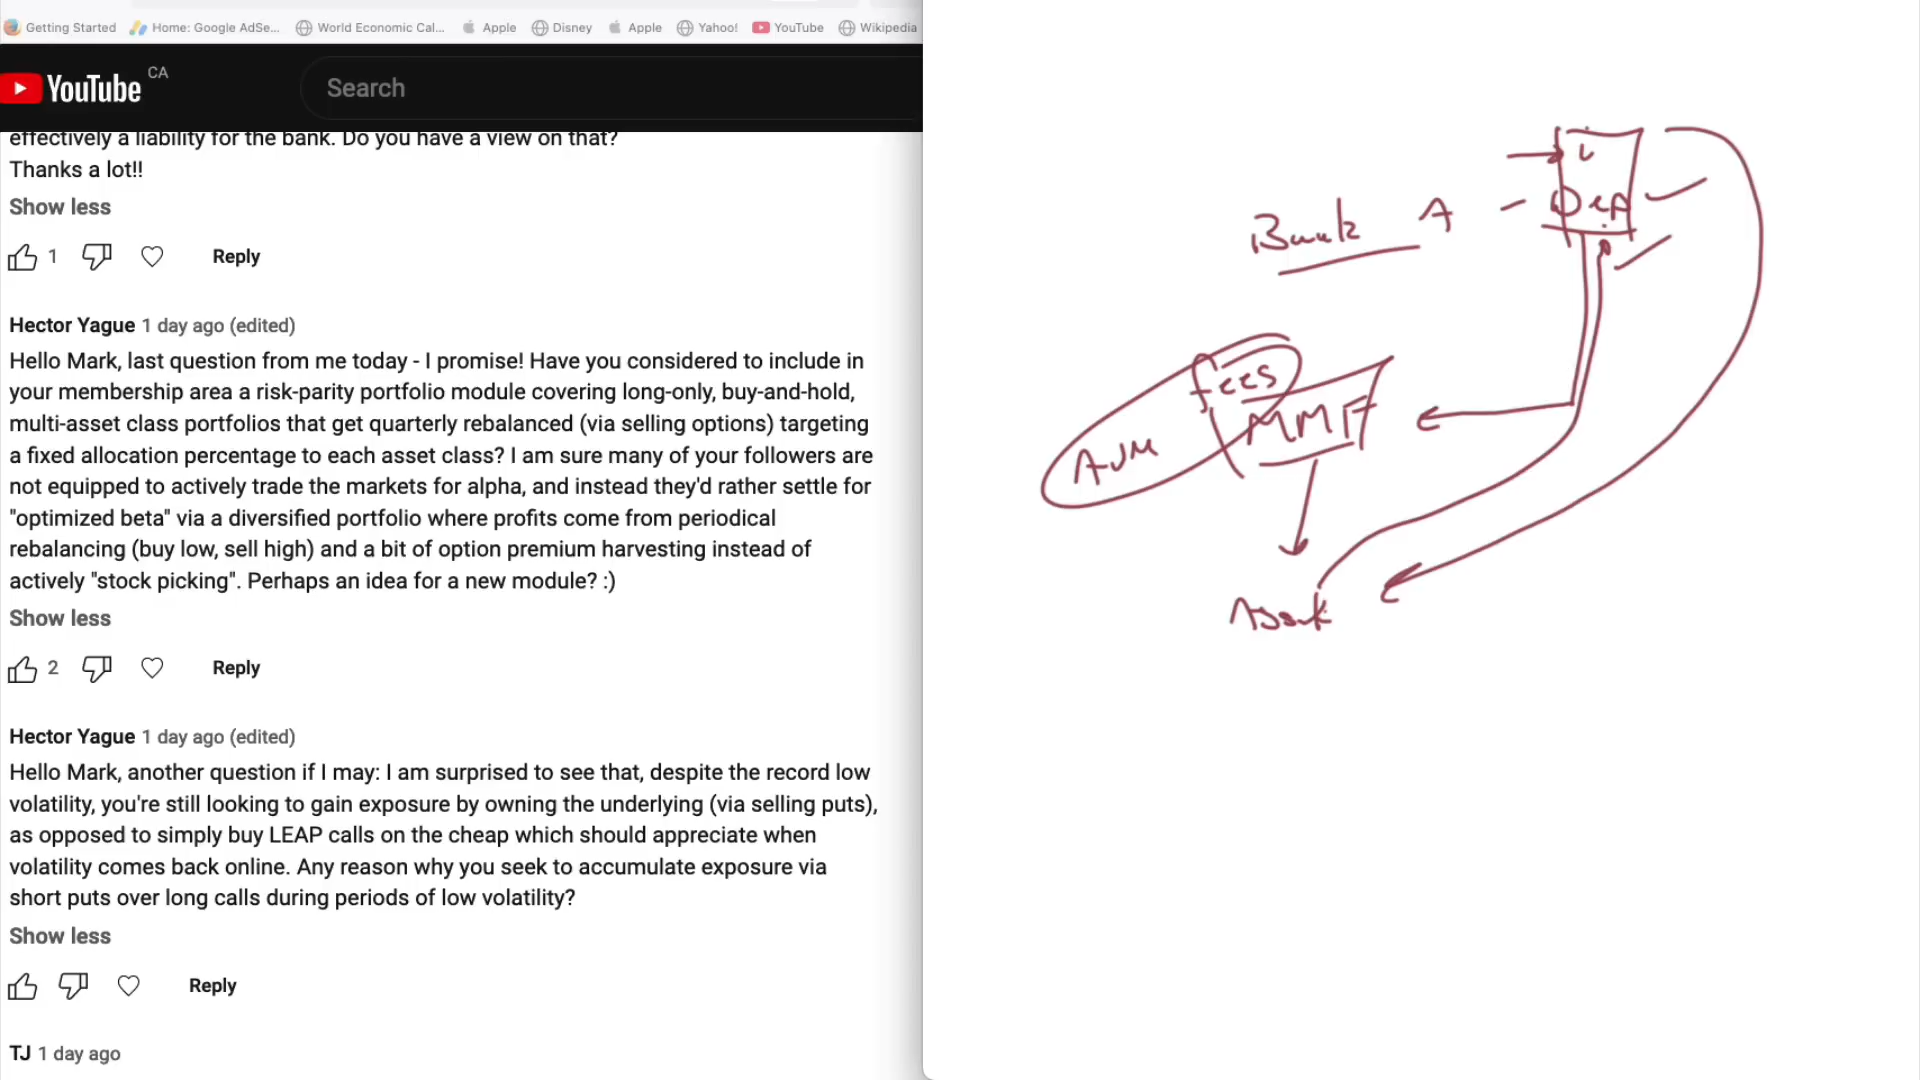 Getting Started Home: Google AdSe... World Economic Cal... Apple Disney Apple Yahoo! YouTube Wikipedia
YouTube CA Search
effectively a liability for the bank. Do you have a view on that?
Thanks a lot!!
Show less
1 Reply
Hector Yague 1 day ago (edited)
Hello Mark, last question from me today - I promise! Have you considered to include in
your membership area a risk-parity portfolio module covering long-only, buy-and-hold,
multi-asset class portfolios that get quarterly rebalanced (via selling options) targeting
a fixed allocation percentage to each asset class? I am sure many of your followers are
not equipped to actively trade the markets for alpha, and instead they'd rather settle for
"optimized beta" via a diversified portfolio where profits come from periodical
rebalancing (buy low, sell high) and a bit of option premium harvesting instead of
actively "stock picking". Perhaps an idea for a new module? :)
Show less
2 Reply
Hector Yague 1 day ago (edited)
Hello Mark, another question if I may: I am surprised to see that, despite the record low
volatility, you're still looking to gain exposure by owning the underlying (via selling puts),
as opposed to simply buy LEAP calls on the cheap which should appreciate when
volatility comes back online. Any reason why you seek to accumulate exposure via
short puts over long calls during periods of low volatility?
Show less
Reply
TJ 1 day ago
Bank A - Dep
fees
AUM MMF